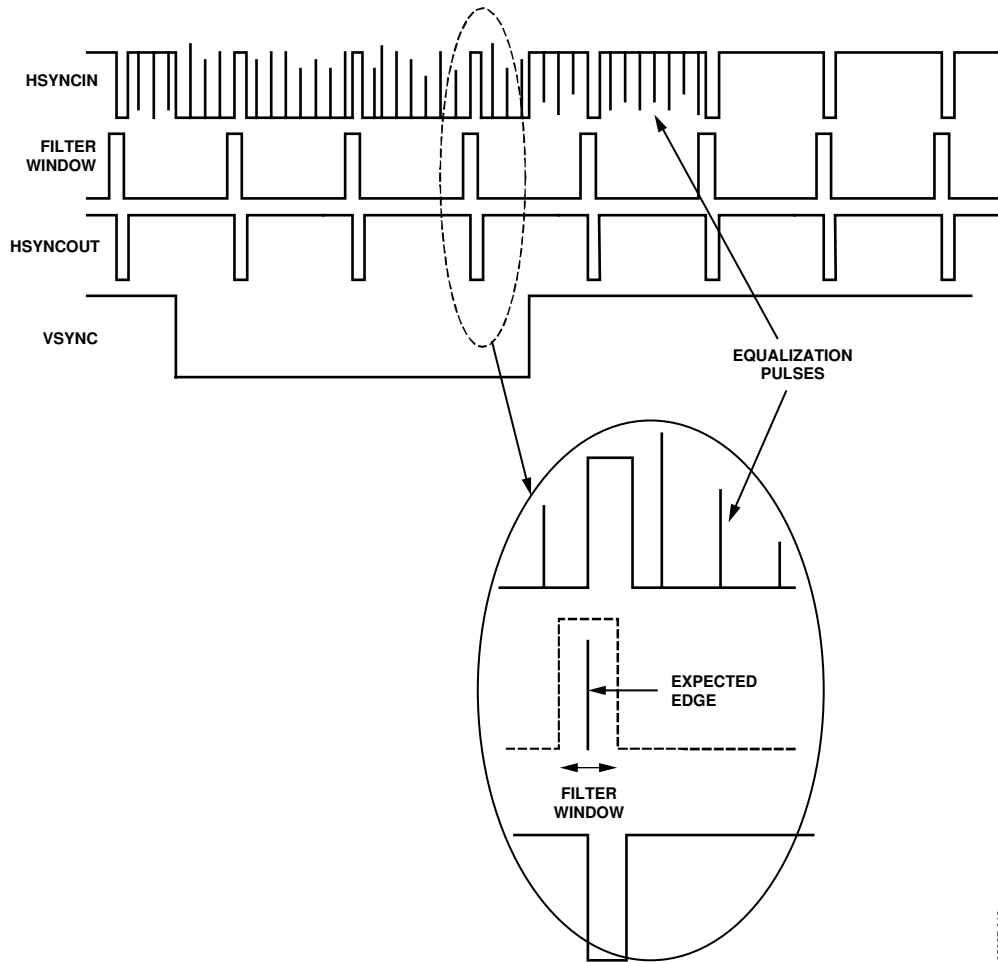 HSYNCIN
FILTER
WINDOW
HSYNCOUT
VSYNC
EQUALIZATION
PULSES
EXPECTED
EDGE
FILTER
WINDOW